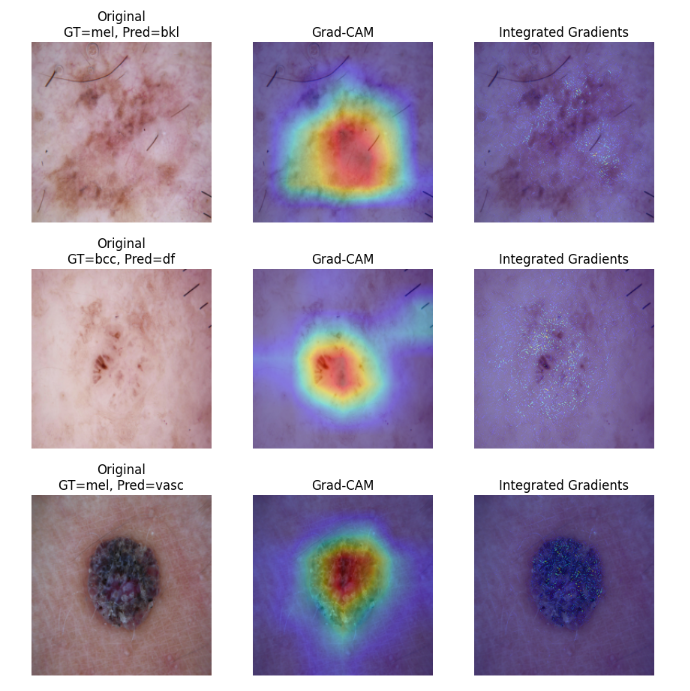 Original
GT=mel, Pred=bkl
Grad-CAM
Integrated Gradients
Original
GT=bcc, Pred=df
Grad-CAM
Integrated Gradients
Original
GT=mel, Pred=vasc
Grad-CAM
Integrated Gradients